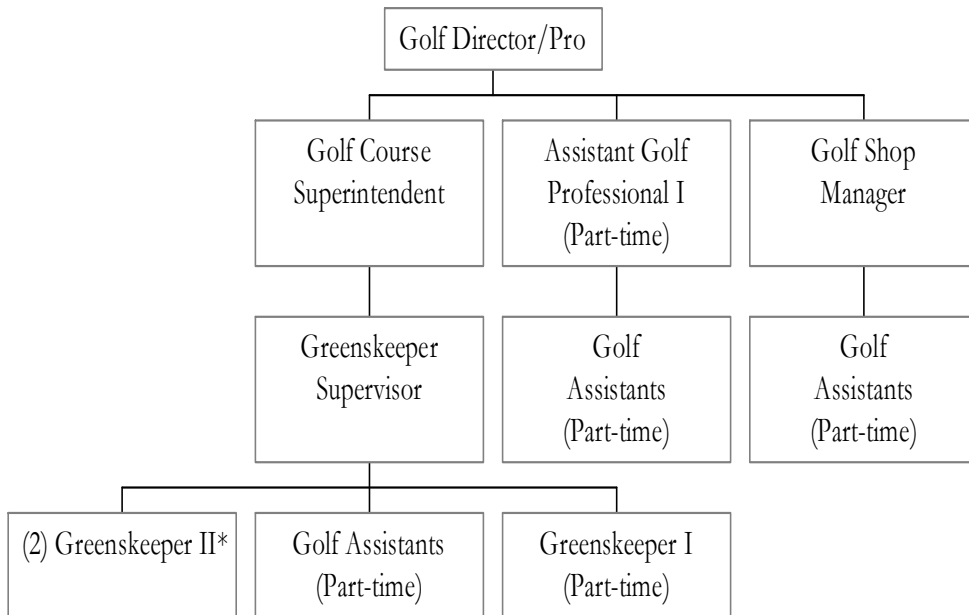 Golf Director/Pro
Golf Course
Superintendent
Assistant Golf
Professional I
(Part-time)
Golf Shop
Manager
Greenskeeper
Supervisor
Golf
Assistants
(Part-time)
Golf
Assistants
(Part-time)
(2) Greenskeeper II*
Golf Assistants
(Part-time)
Greenskeeper I
(Part-time)